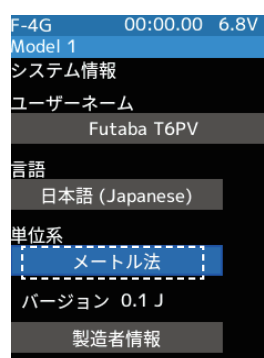 F-4G 00:00.00 6.8V
Model 1
システム情報
ユーザーネーム
Futaba T6PV
言語
日本語 (Japanese)
単位系
メートル法
バージョン 0.1 J
製造者情報